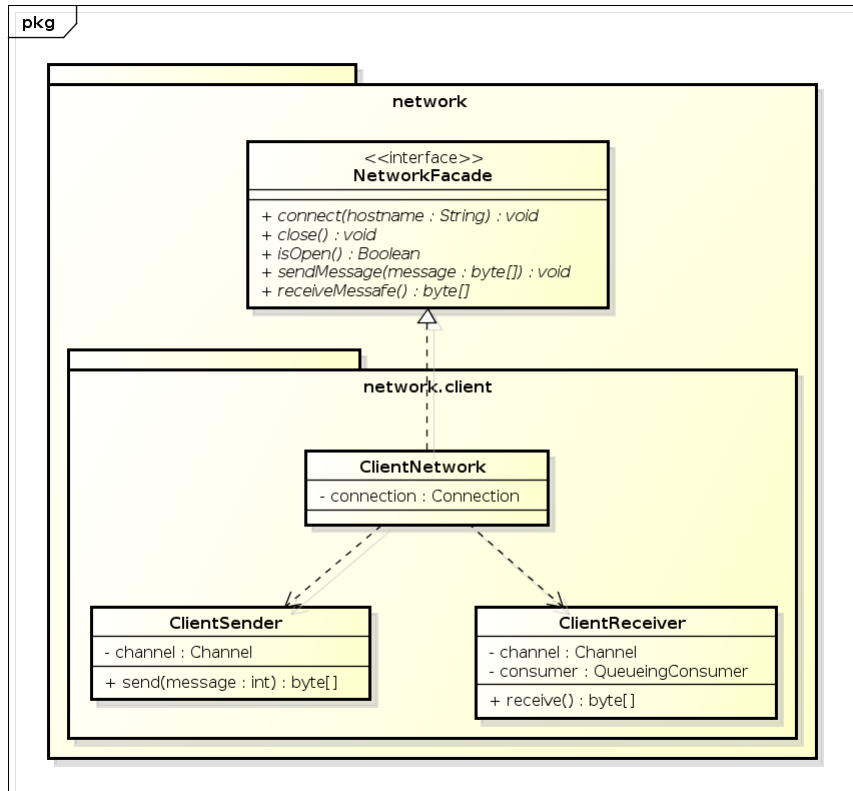 pkg
network
<<interface>>
NetworkFacade
+ connect(hostname : String) : void
+ close() : void
+ isOpen() : Boolean
+ sendMessage(message : byte[]) : void
+ receiveMessafe() : byte[]
network.client
ClientNetwork
- connection : Connection
ClientSender
- channel : Channel
+ send(message : int) : byte[]
ClientReceiver
- channel : Channel
- consumer : QueueingConsumer
+ receive() : byte[]